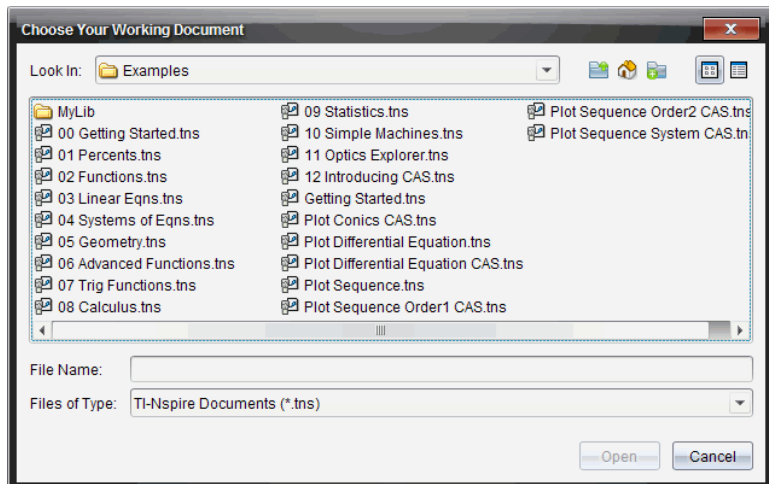 Choose Your Working Document
Look In: Examples
MyLib
00 Getting Started.tns
01 Percents.tns
02 Functions.tns
03 Linear Eqns.tns
04 Systems of Eqns.tns
05 Geometry.tns
06 Advanced Functions.tns
07 Trig Functions.tns
08 Calculus.tns
09 Statistics.tns
10 Simple Machines.tns
11 Optics Explorer.tns
12 Introducing CAS.tns
Getting Started.tns
Plot Conics CAS.tns
Plot Differential Equation.tns
Plot Differential Equation CAS.tns
Plot Sequence.tns
Plot Sequence Order1 CAS.tns
Plot Sequence Order2 CAS.tns
Plot Sequence System CAS.tn
File Name:
Files of Type: TI-Nspire Documents (*.tns)
Open Cancel